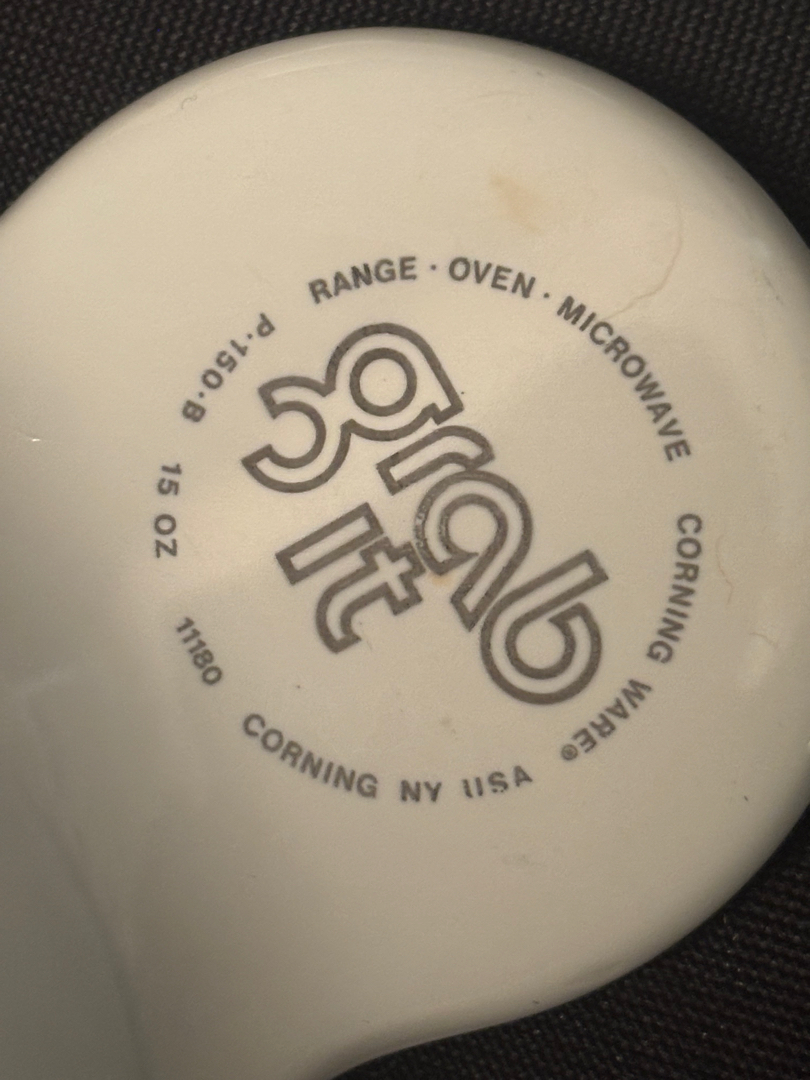 grab
it
RANGE · OVEN · MICROWAVE
CORNING WARE®
CORNING NY USA
11180
15 OZ
P·150·B